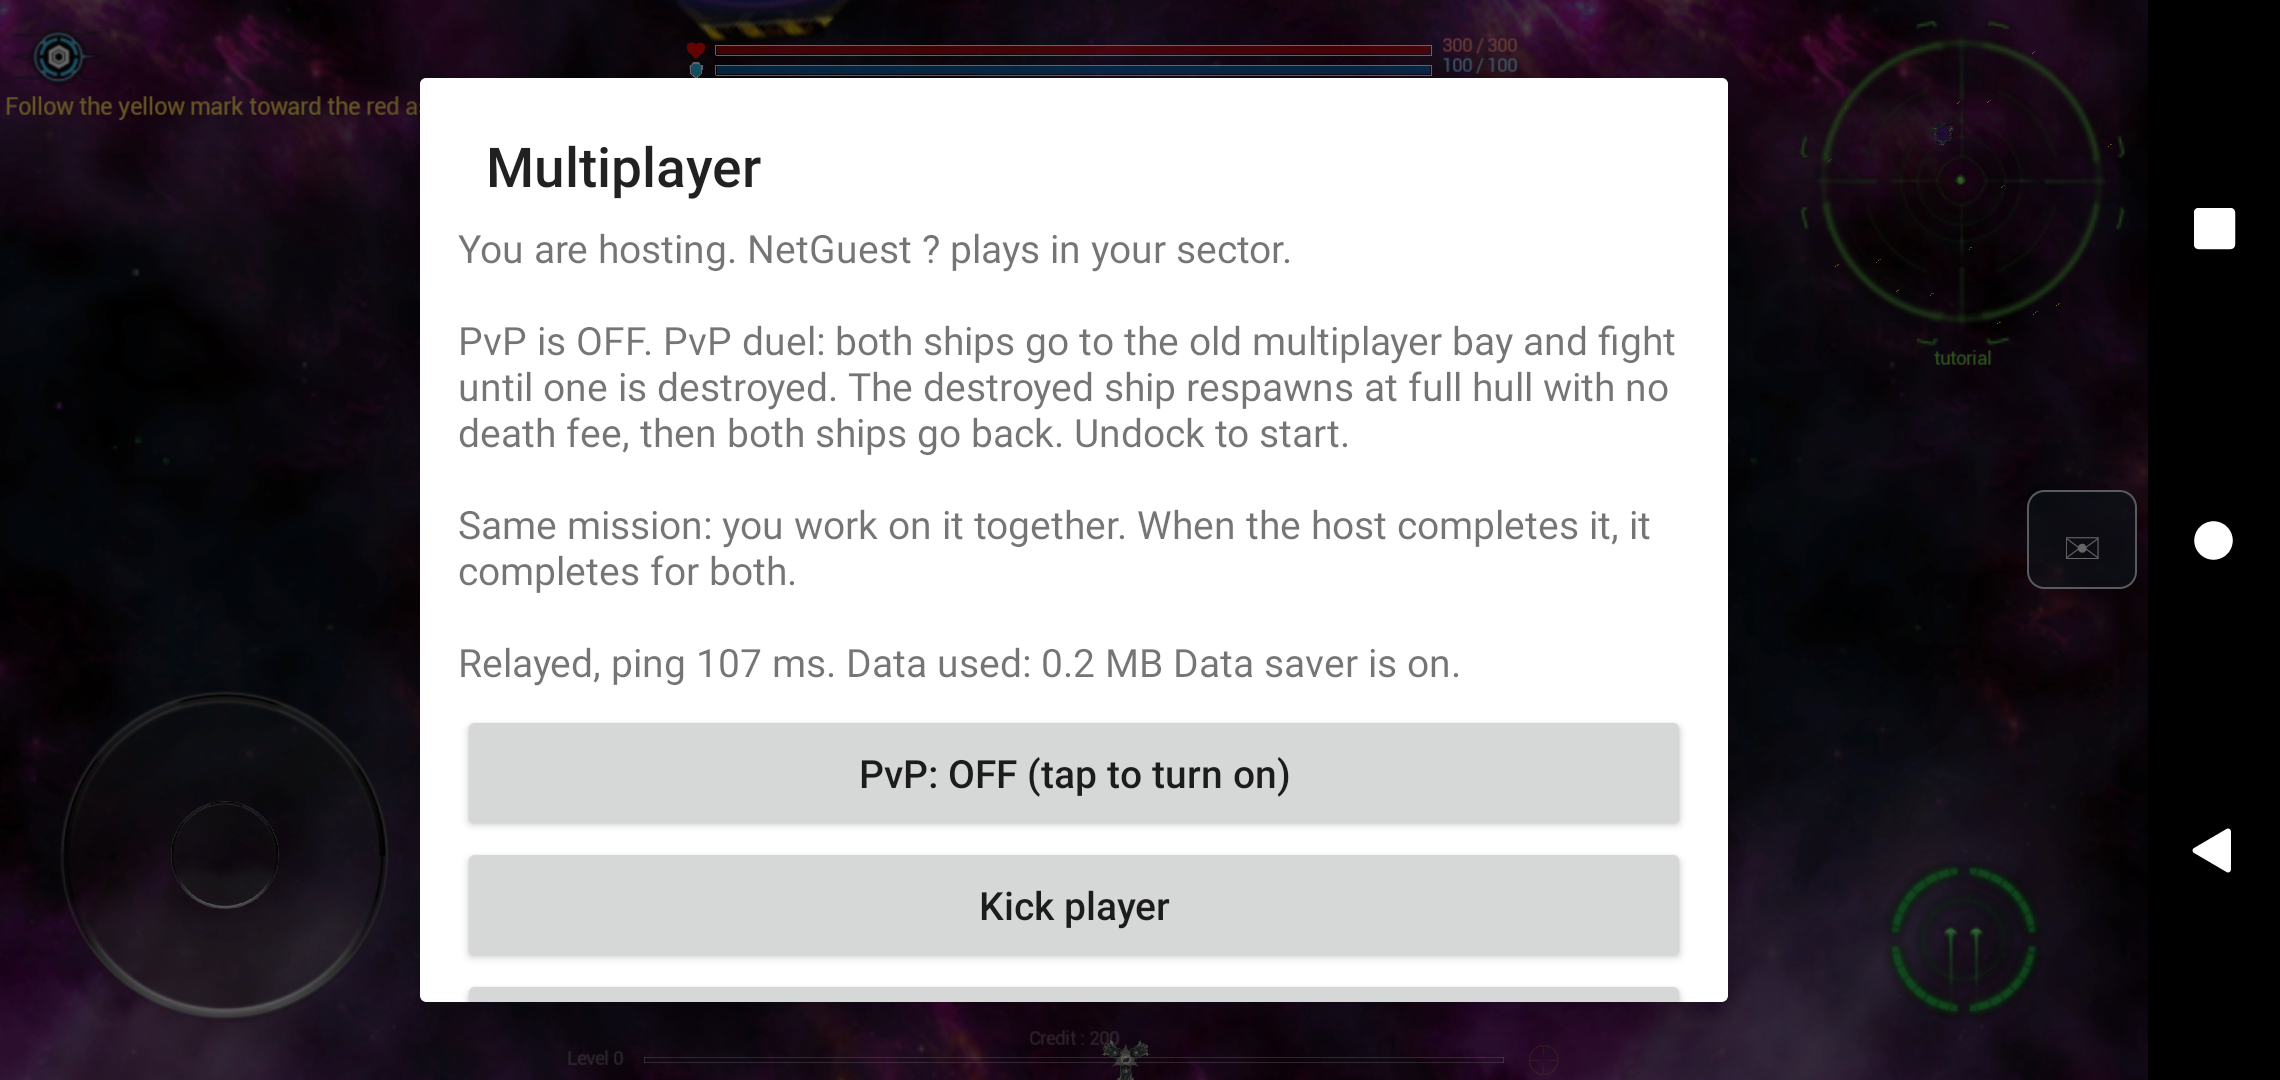 300 / 300
100 / 100
Follow the yellow mark toward the red a
Multiplayer
You are hosting. NetGuest ? plays in your sector.
PvP is OFF. PvP duel: both ships go to the old multiplayer bay and fight
until one is destroyed. The destroyed ship respawns at full hull with no
death fee, then both ships go back. Undock to start.
Same mission: you work on it together. When the host completes it, it
completes for both.
Relayed, ping 107 ms. Data used: 0.2 MB Data saver is on.
PvP: OFF (tap to turn on)
Kick player
tutorial
Credit : 200
Level 0